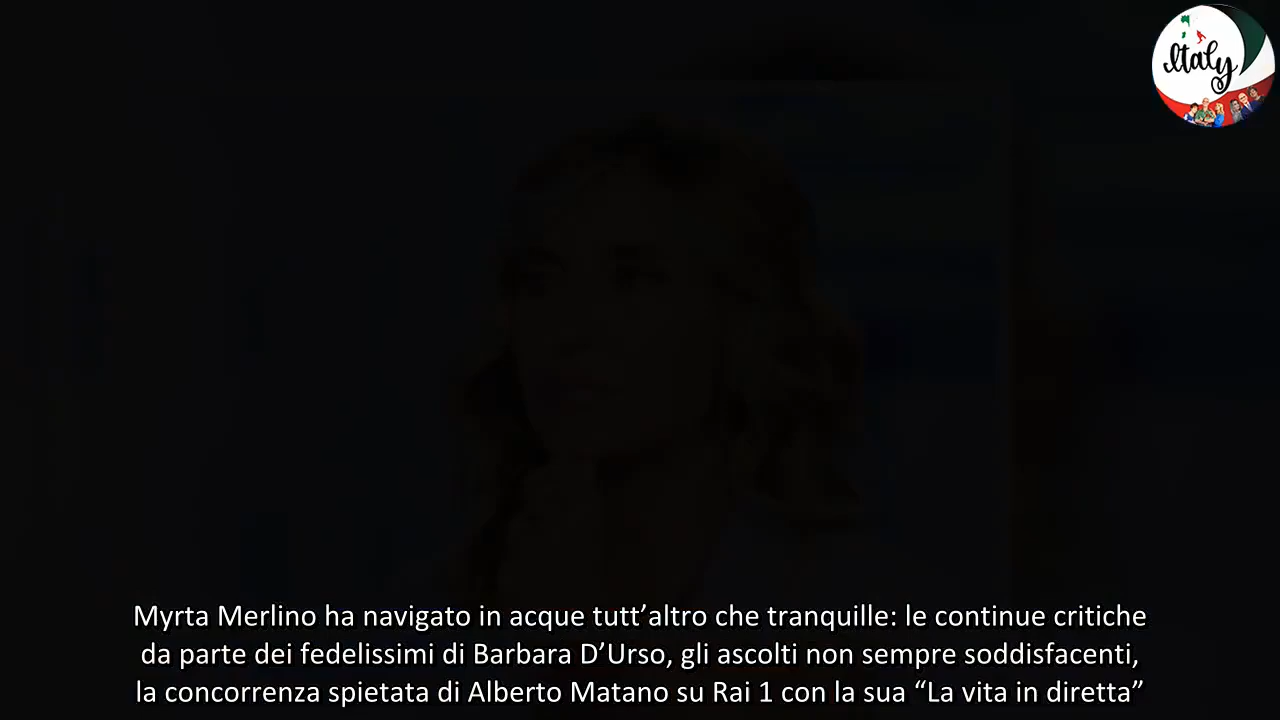 Italy
Myrta Merlino ha navigato in acque tutt’altro che tranquille: le continue critiche
da parte dei fedelissimi di Barbara D’Urso, gli ascolti non sempre soddisfacenti,
la concorrenza spietata di Alberto Matano su Rai 1 con la sua “La vita in diretta”